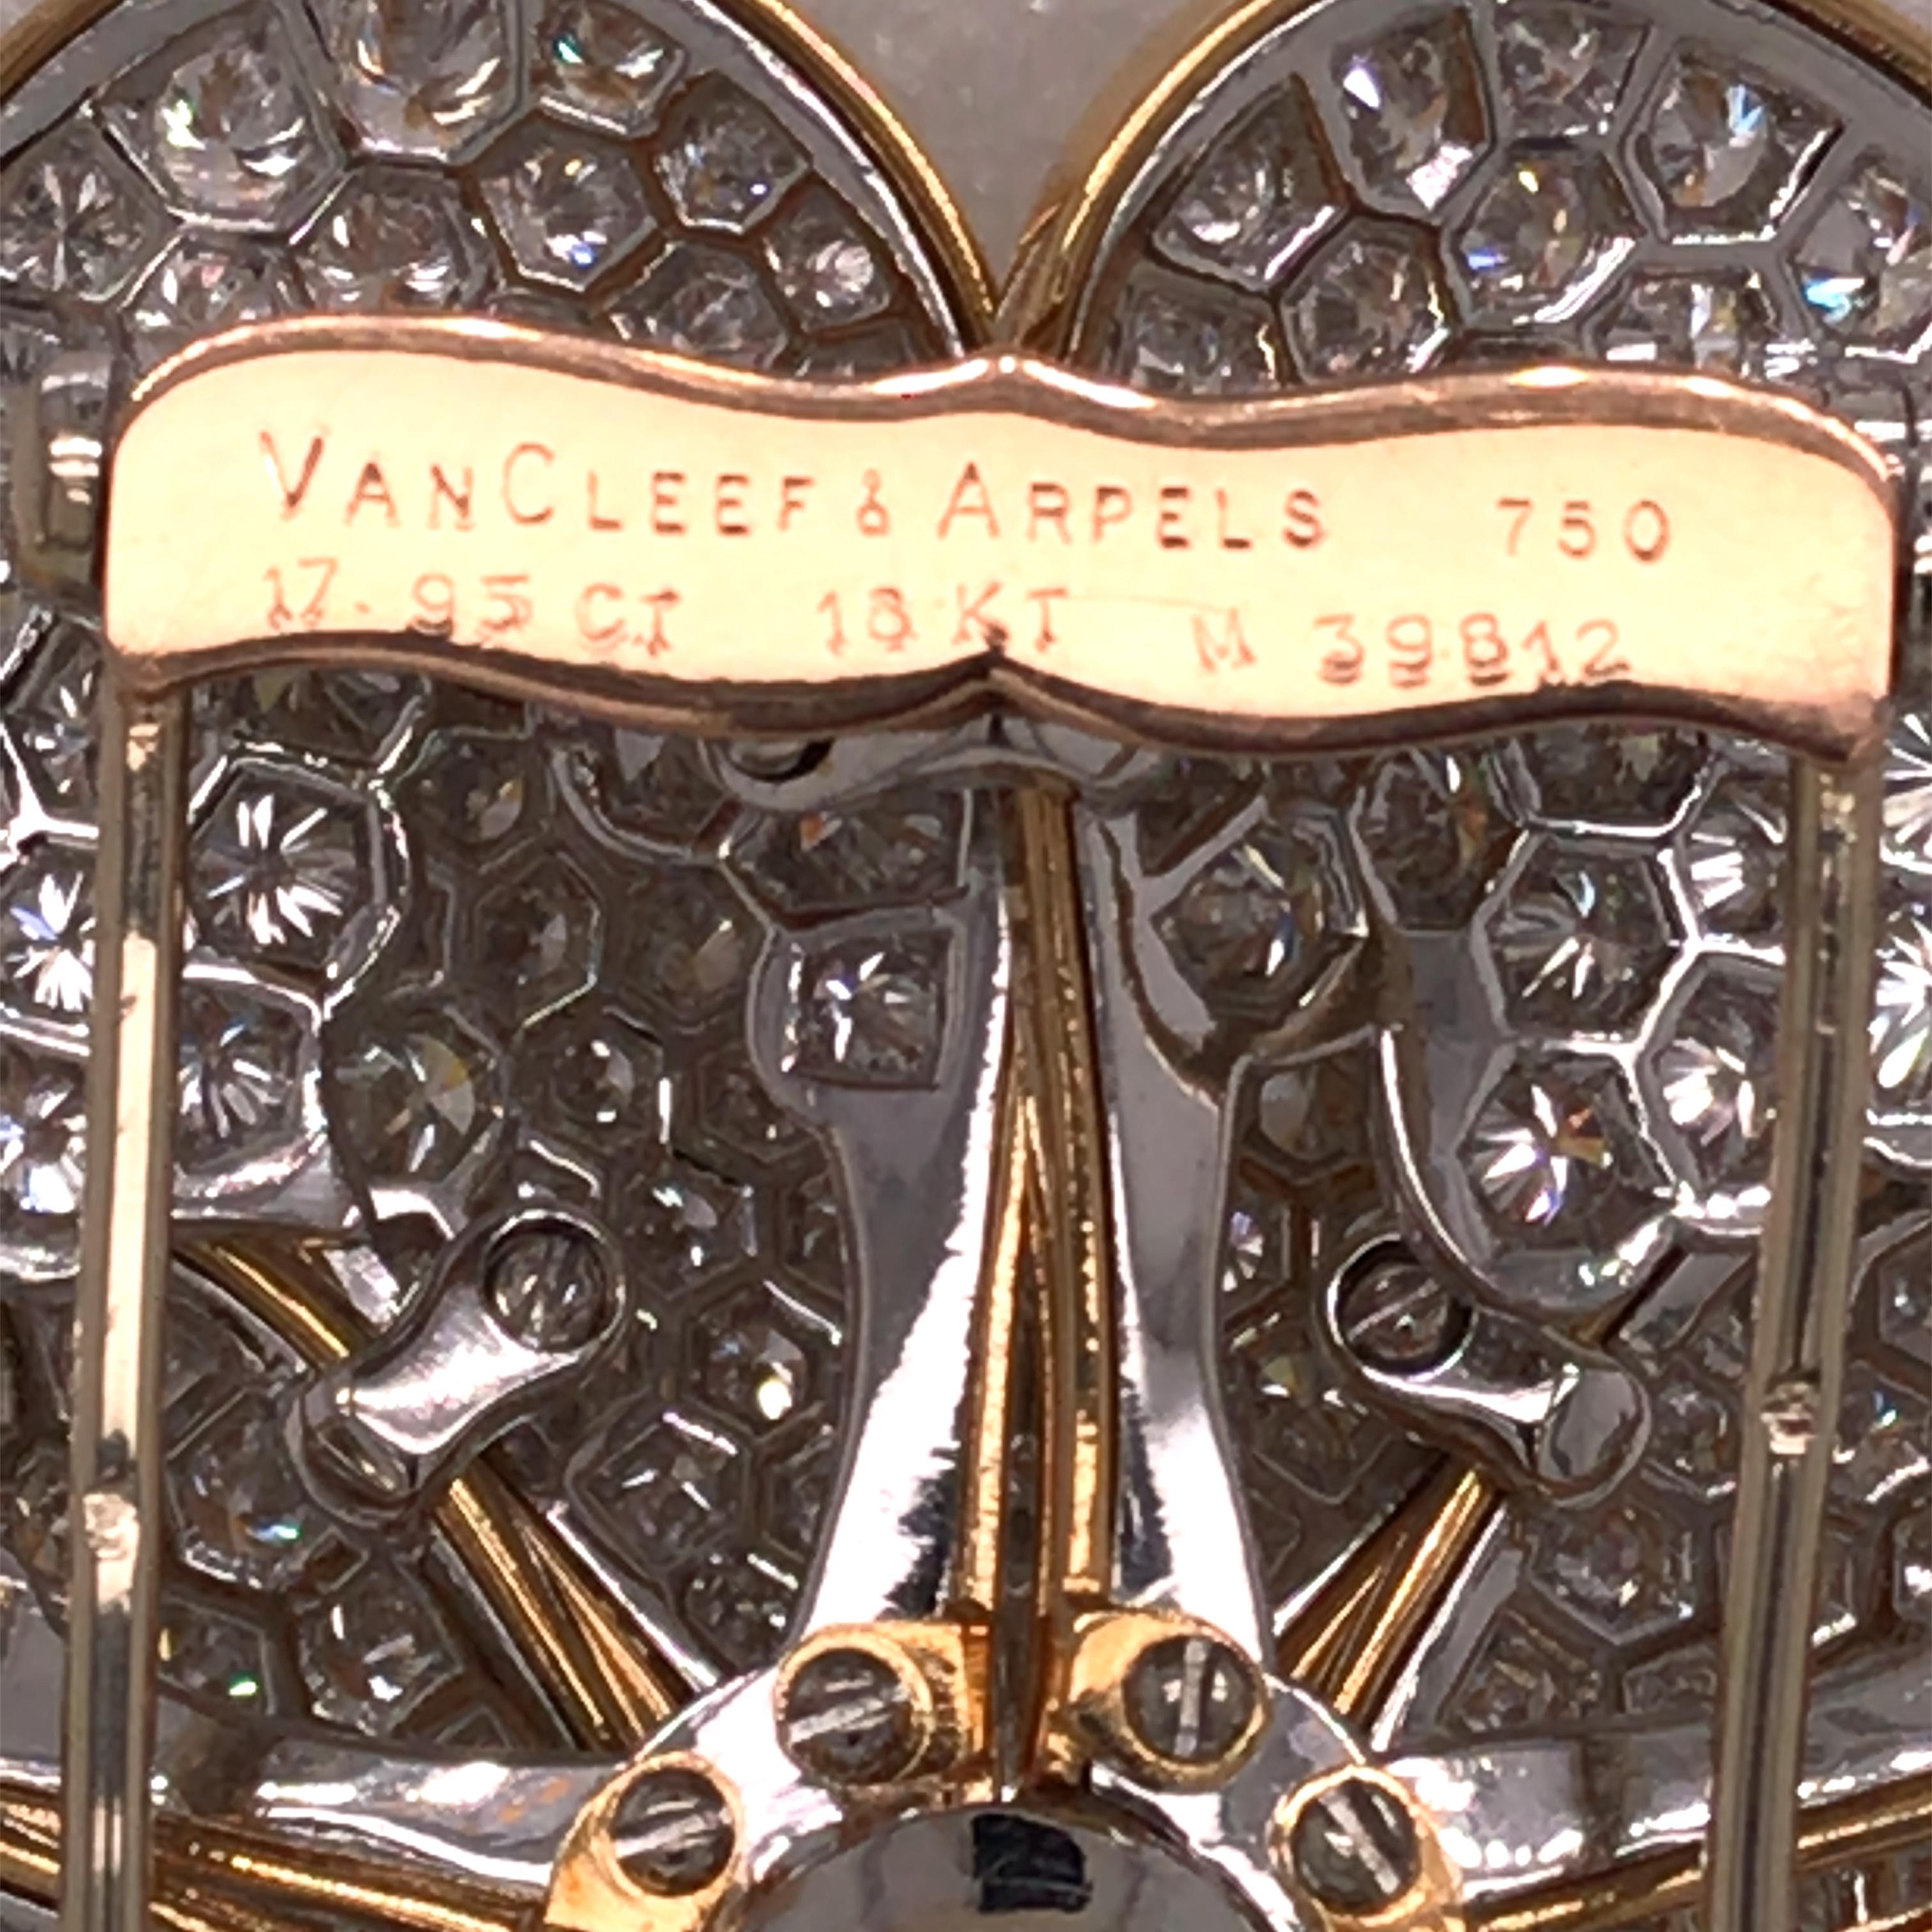 VANCLEEF & ARPELS 750
17.95 CT 18 KT M 39812